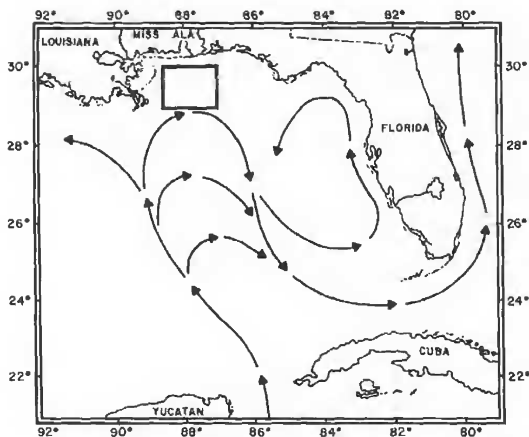 92° 90° 88° 86° 84° 82° 80°
LOUISIANA MISS ALA
30° 30°
28° FLORIDA 28°
26° 26°
24° 24°
22° CUBA 22°
YUCATAN
92° 90° 88° 86° 84° 82° 80°